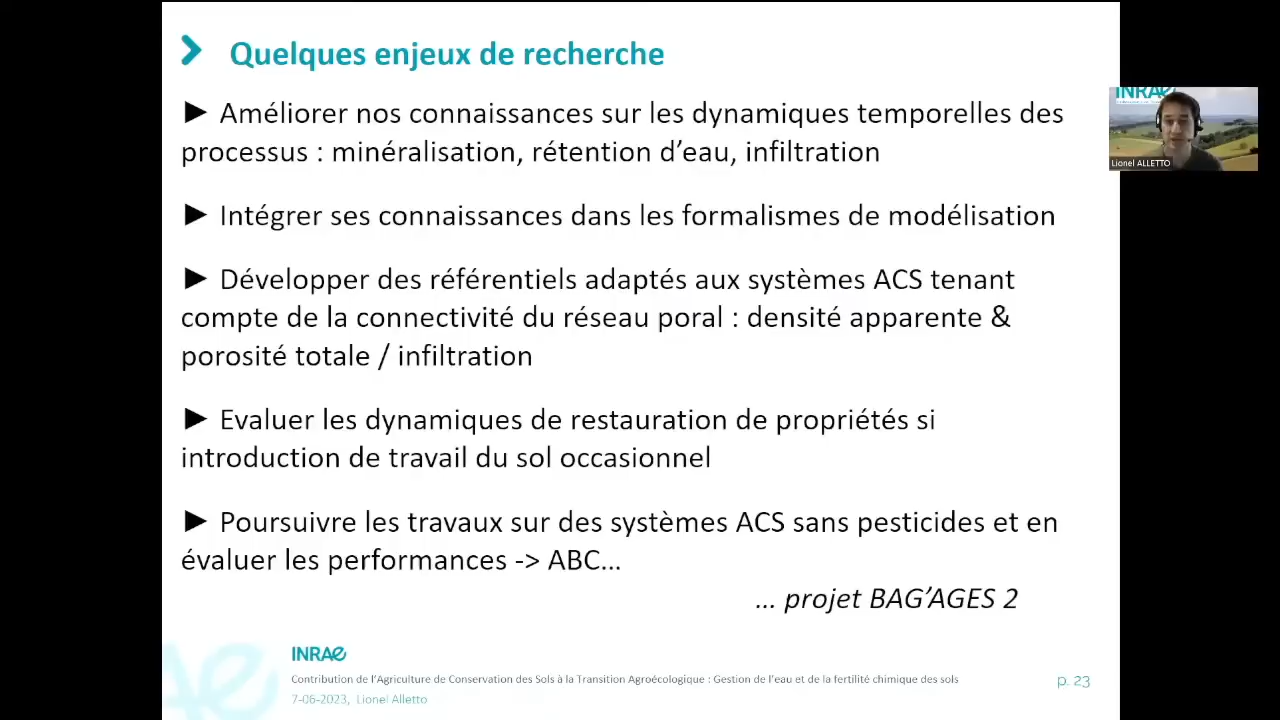 Quelques enjeux de recherche
► Améliorer nos connaissances sur les dynamiques temporelles des
processus : minéralisation, rétention d’eau, infiltration
► Intégrer ses connaissances dans les formalismes de modélisation
► Développer des référentiels adaptés aux systèmes ACS tenant
compte de la connectivité du réseau poral : densité apparente &
porosité totale / infiltration
► Evaluer les dynamiques de restauration de propriétés si
introduction de travail du sol occasionnel
► Poursuivre les travaux sur des systèmes ACS sans pesticides et en
évaluer les performances -> ABC...
... projet BAG’AGES 2
INRAE
Contribution de l’Agriculture de Conservation des Sols à la Transition Agroécologique : Gestion de l’eau et de la fertilité chimique des sols
7-06-2023, Lionel Alletto
p. 23
INRAE
Lionel ALLETTO